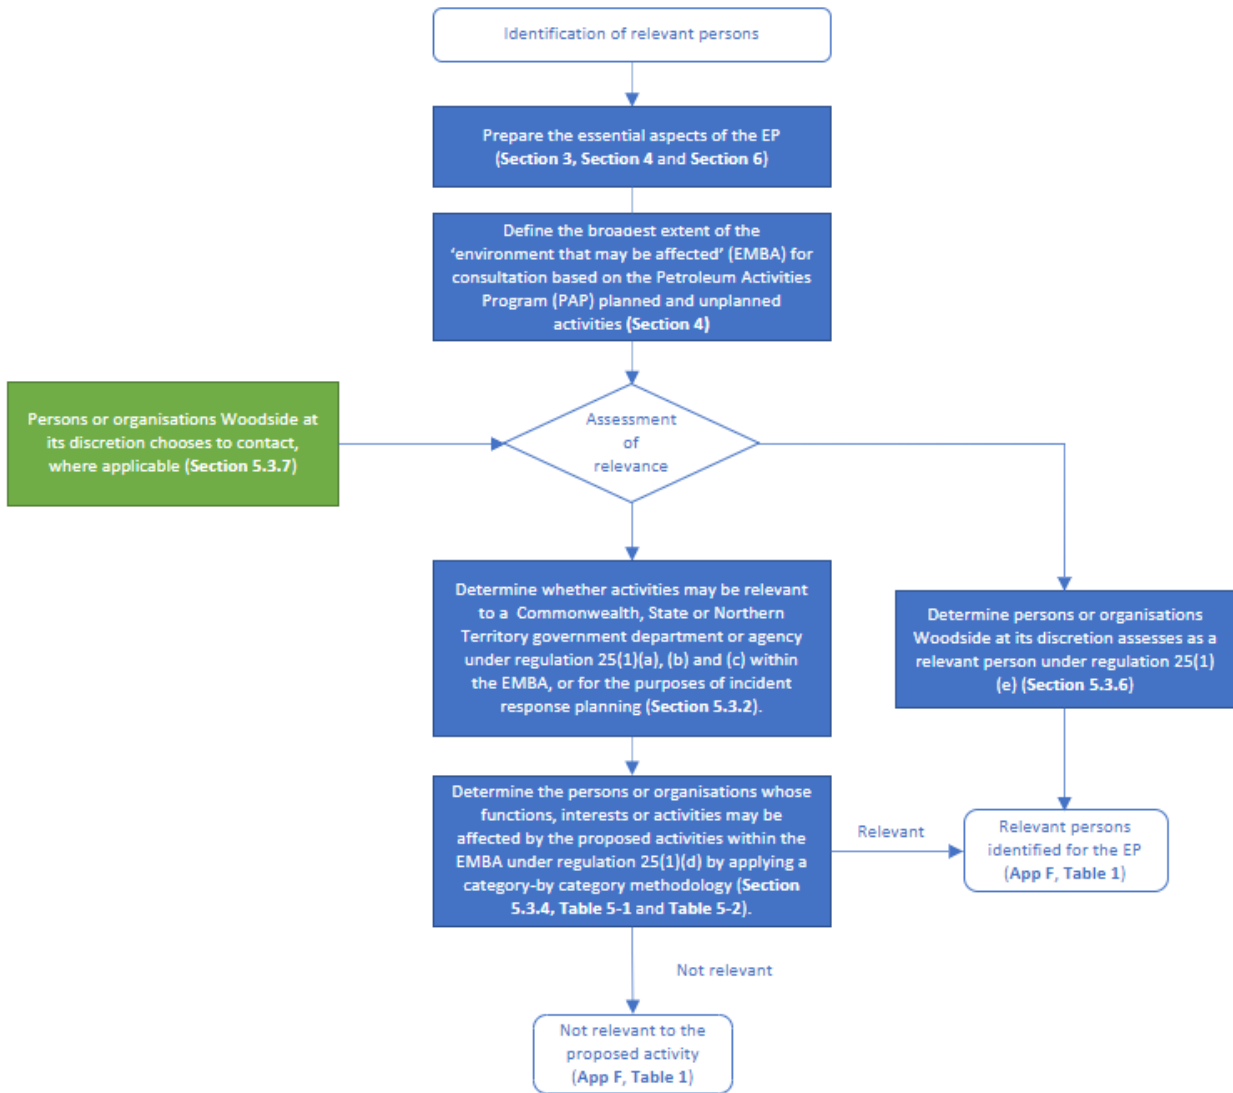 Identification of relevant persons
Prepare the essential aspects of the EP
(Section 3, Section 4 and Section 6)
Define the broadest extent of the
‘environment that may be affected’ (EMBA) for
consultation based on the Petroleum Activities
Program (PAP) planned and unplanned
activities (Section 4)
Persons or organisations Woodside at
its discretion chooses to contact,
where applicable (Section 5.3.7)
Assessment
of
relevance
Determine whether activities may be relevant
to a Commonwealth, State or Northern
Territory government department or agency
under regulation 25(1)(a), (b) and (c) within
the EMBA, or for the purposes of incident
response planning (Section 5.3.2).
Determine persons or organisations
Woodside at its discretion assesses as a
relevant person under regulation 25(1)
(e) (Section 5.3.6)
Determine the persons or organisations whose
functions, interests or activities may be
affected by the proposed activities within the
EMBA under regulation 25(1)(d) by applying a
category-by category methodology (Section
5.3.4, Table 5-1 and Table 5-2).
Relevant
Relevant persons
identified for the EP
(App F, Table 1)
Not relevant
Not relevant to the
proposed activity
(App F, Table 1)